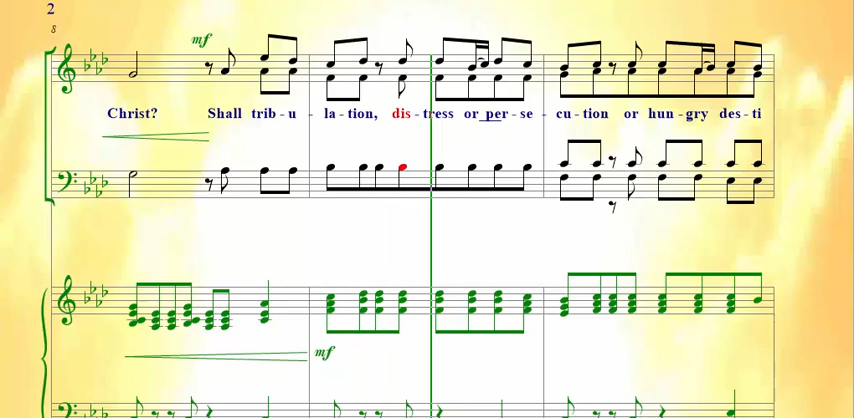 2
8
mf
Christ? Shall trib - u - la - tion, dis - tress or per - se - cu - tion or hun - gry des - ti
mf